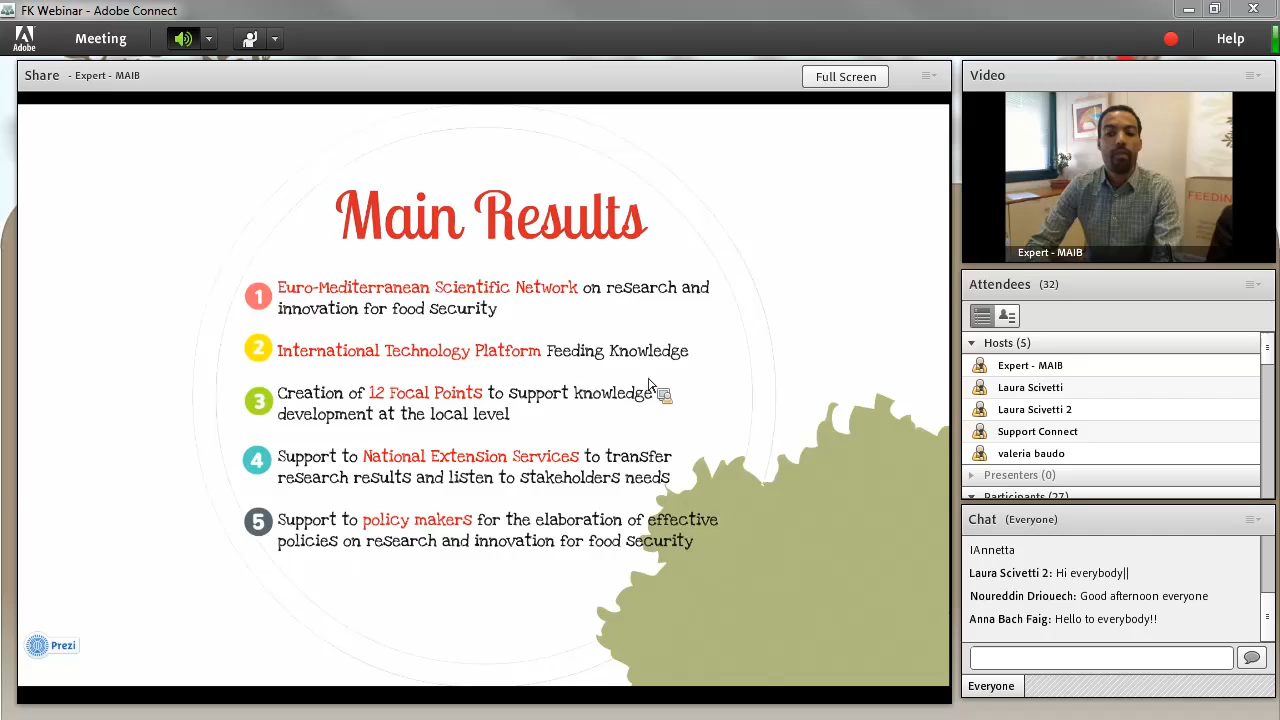 FK Webinar - Adobe Connect
Adobe
Meeting
Help
Share - Expert - MAIB
Full Screen
Main Results
1 Euro-Mediterranean Scientific Network on research and
innovation for food security
2 International Technology Platform Feeding Knowledge
3 Creation of 12 Focal Points to support knowledge
development at the local level
4 Support to National Extension Services to transfer
research results and listen to stakeholders needs
5 Support to policy makers for the elaboration of effective
policies on research and innovation for food security
Prezi
Video
FEEDING
Expert - MAIB
Attendees (32)
Hosts (5)
Expert - MAIB
Laura Scivetti
Laura Scivetti 2
Support Connect
valeria baudo
Presenters (0)
Participants (27)
Chat (Everyone)
IAnnetta
Laura Scivetti 2: Hi everybody||
Noureddin Driouech: Good afternoon everyone
Anna Bach Faig: Hello to everybody!!
Everyone